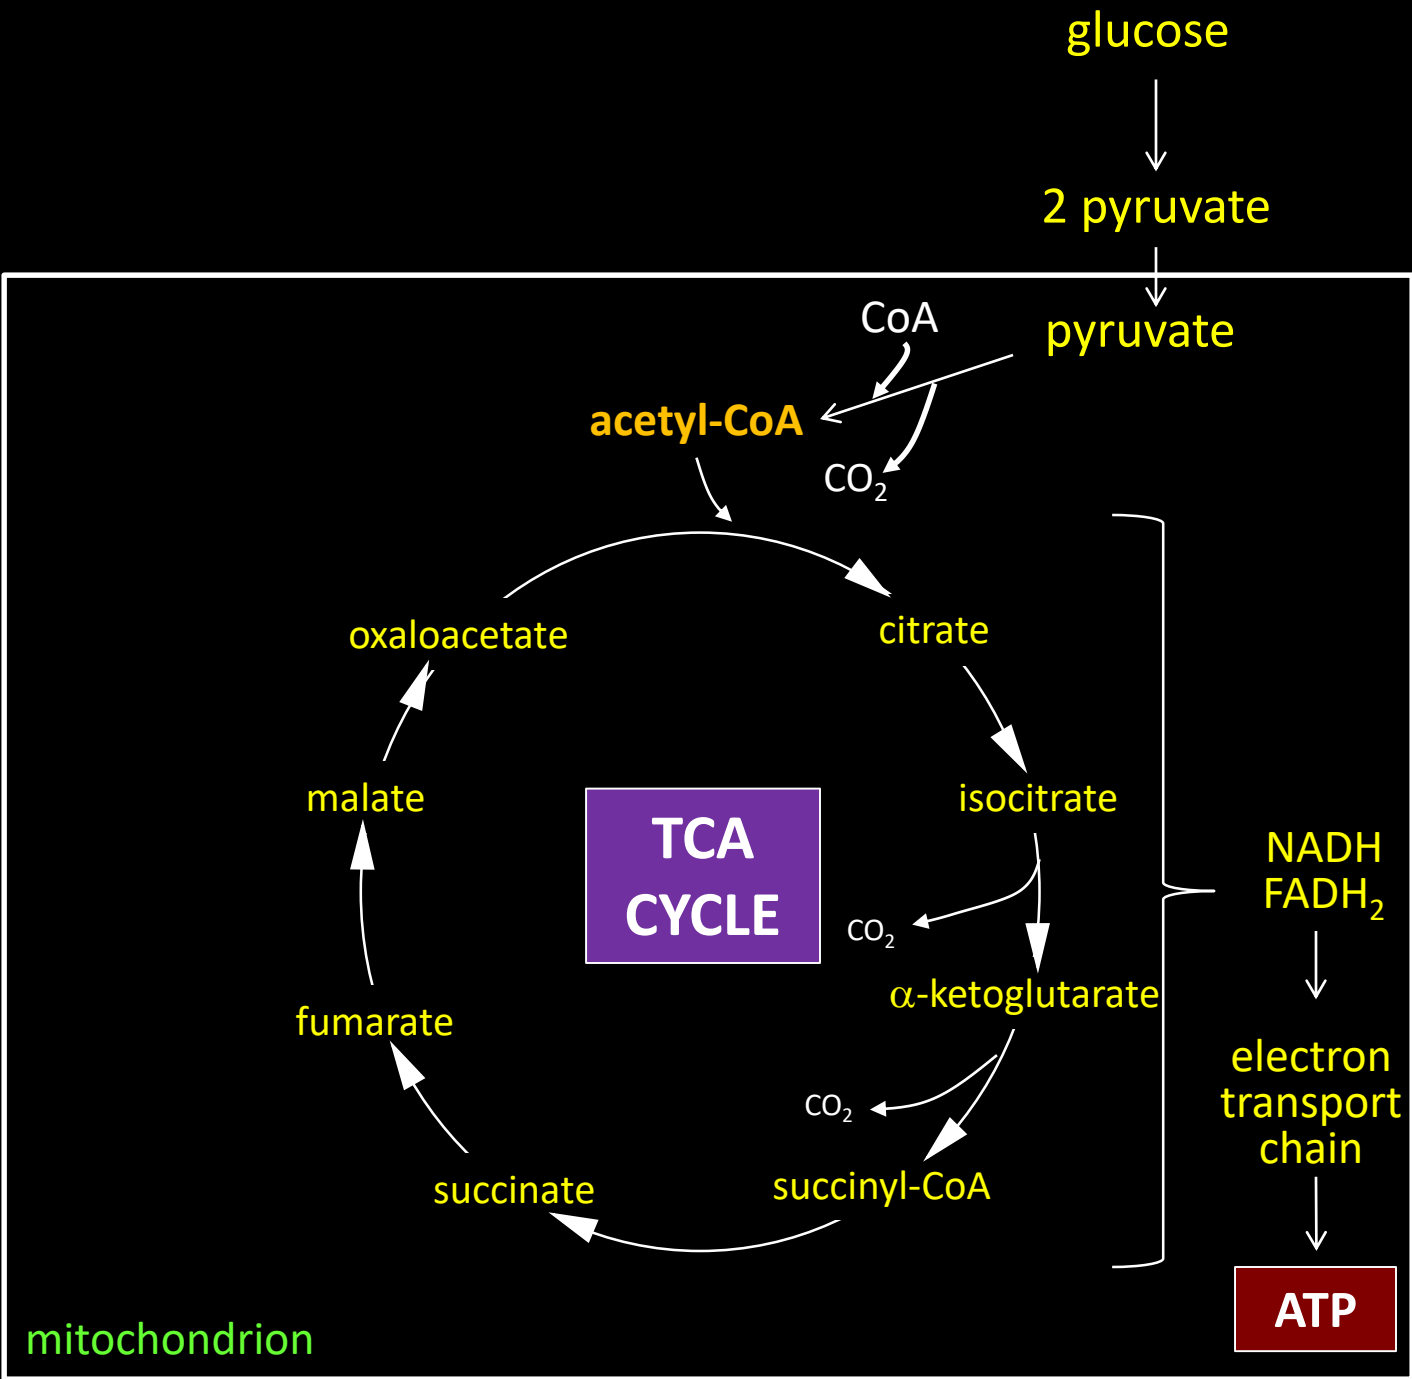 glucose
2 pyruvate
pyruvate
CoA
acetyl-CoA
CO₂
oxaloacetate
citrate
malate
isocitrate
TCA
CYCLE
NADH
FADH₂
CO₂
α-ketoglutarate
fumarate
electron
transport
chain
CO₂
succinate
succinyl-CoA
ATP
mitochondrion